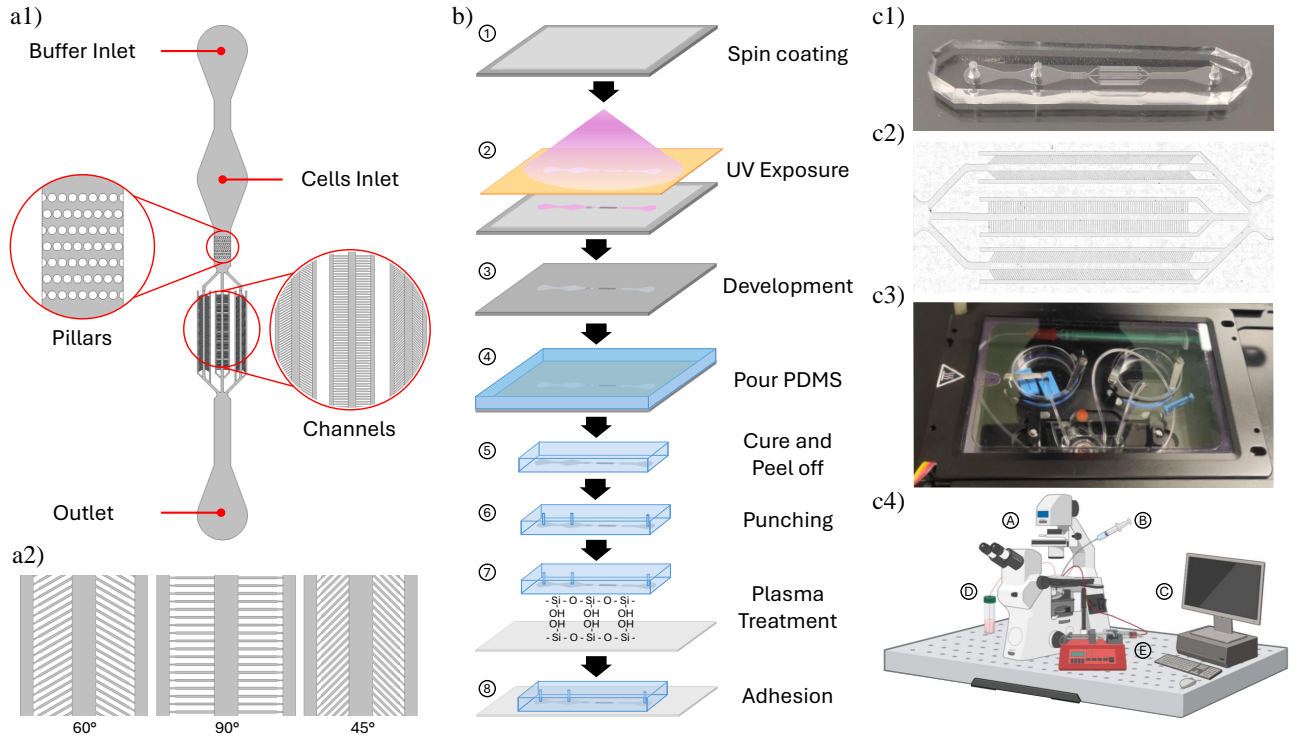 a1)
Buffer Inlet
Cells Inlet
Pillars
Channels
Outlet
a2)
60°
90°
45°
b)
① Spin coating
② UV Exposure
③ Development
④ Pour PDMS
⑤ Cure and
Peel off
⑥ Punching
⑦ Plasma
Treatment
- Si - O - Si - O - Si -
OH OH OH
OH OH OH
- Si - O - Si - O - Si -
⑧ Adhesion
c1)
c2)
c3)
c4)
Ⓐ
Ⓑ
Ⓒ
Ⓓ
Ⓔ